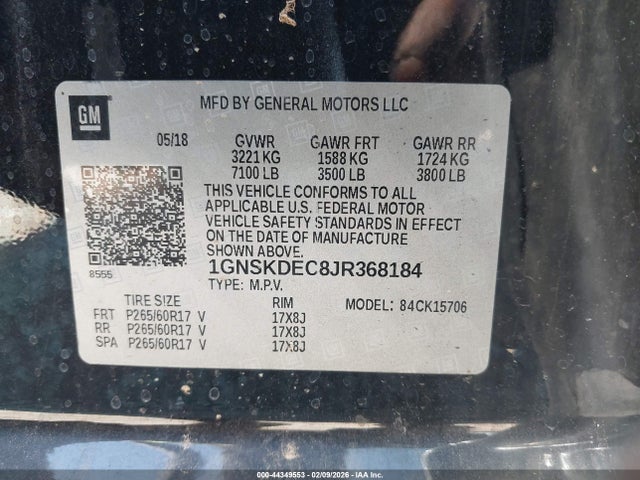 GM
MFD BY GENERAL MOTORS LLC
05/18 GVWR GAWR FRT GAWR RR
3221 KG 1588 KG 1724 KG
7100 LB 3500 LB 3800 LB
THIS VEHICLE CONFORMS TO ALL
APPLICABLE U.S. FEDERAL MOTOR
VEHICLE SAFETY STANDARDS IN EFFECT
ON THE DATE OF MANUFACTURE
SHOWN ABOVE.
8555
1GNSKDEC8JR368184
TYPE: M.P.V.
TIRE SIZE RIM MODEL: 84CK15706
FRT P265/60R17 V 17X8J
RR P265/60R17 V 17X8J
SPA P265/60R17 V 17X8J
000 - 44349553 - 02/09/2026 - IAA Inc.